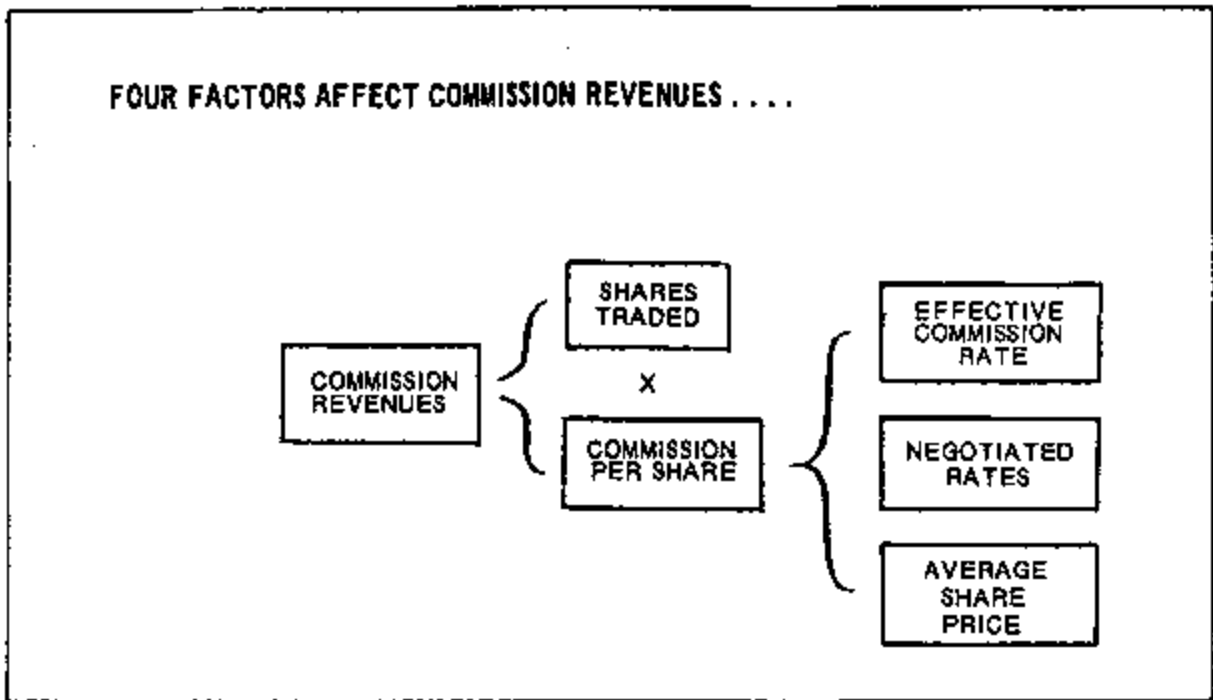 FOUR FACTORS AFFECT COMMISSION REVENUES . . . .
COMMISSION
REVENUES
SHARES
TRADED
X
COMMISSION
PER SHARE
EFFECTIVE
COMMISSION
RATE
NEGOTIATED
RATES
AVERAGE
SHARE
PRICE